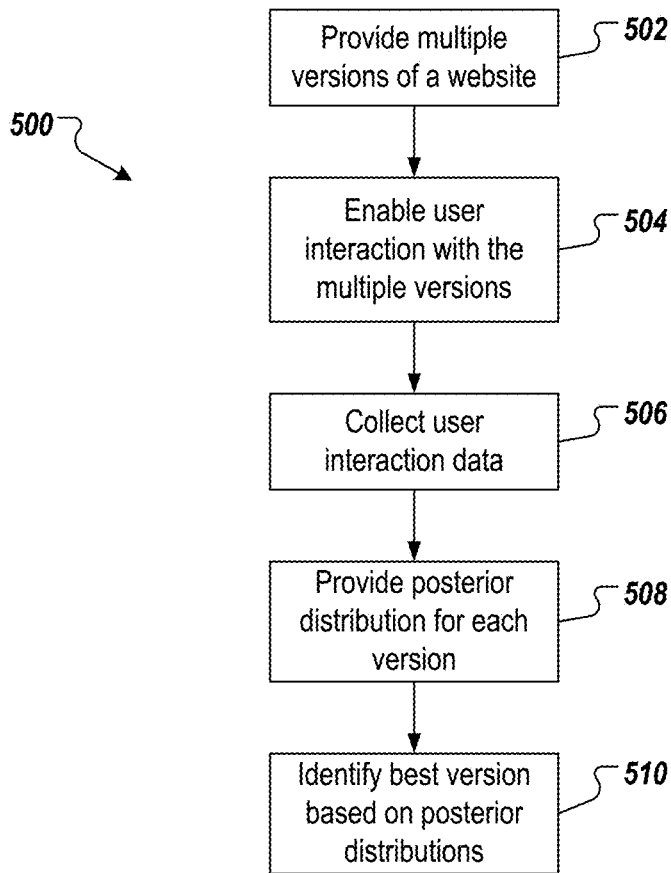 Provide multiple
versions of a website
502
500
Enable user
interaction with the
multiple versions
504
Collect user
interaction data
506
Provide posterior
distribution for each
version
508
Identify best version
based on posterior
distributions
510